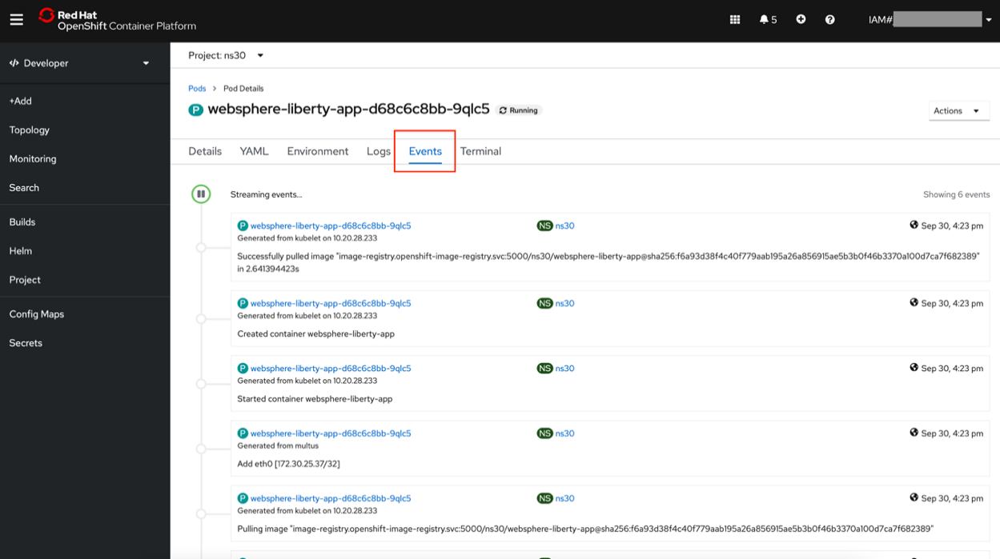 Red Hat
OpenShift Container Platform
5
IAM#
Developer
Project: ns30
+Add
Topology
Monitoring
Search
Builds
Helm
Project
Config Maps
Secrets
Pods > Pod Details
P websphere-liberty-app-d68c6c8bb-9qlc5 Running
Actions
Details YAML Environment Logs Events Terminal
Streaming events...
Showing 6 events
P websphere-liberty-app-d68c6c8bb-9qlc5 NS ns30 Sep 30, 4:23 pm
Generated from kubelet on 10.20.28.233
Successfully pulled image "image-registry.openshift-image-registry.svc:5000/ns30/websphere-liberty-app@sha256:f6a93d38f4c40f779aab195a26a856915ae5b3b0f46b3370a100d7ca7f682389"
in 2.641394423s
P websphere-liberty-app-d68c6c8bb-9qlc5 NS ns30 Sep 30, 4:23 pm
Generated from kubelet on 10.20.28.233
Created container websphere-liberty-app
P websphere-liberty-app-d68c6c8bb-9qlc5 NS ns30 Sep 30, 4:23 pm
Generated from kubelet on 10.20.28.233
Started container websphere-liberty-app
P websphere-liberty-app-d68c6c8bb-9qlc5 NS ns30 Sep 30, 4:23 pm
Generated from multus
Add eth0 [172.30.25.37/32]
P websphere-liberty-app-d68c6c8bb-9qlc5 NS ns30 Sep 30, 4:23 pm
Generated from kubelet on 10.20.28.233
Pulling image "image-registry.openshift-image-registry.svc:5000/ns30/websphere-liberty-app@sha256:f6a93d38f4c40f779aab195a26a856915ae5b3b0f46b3370a100d7ca7f682389"